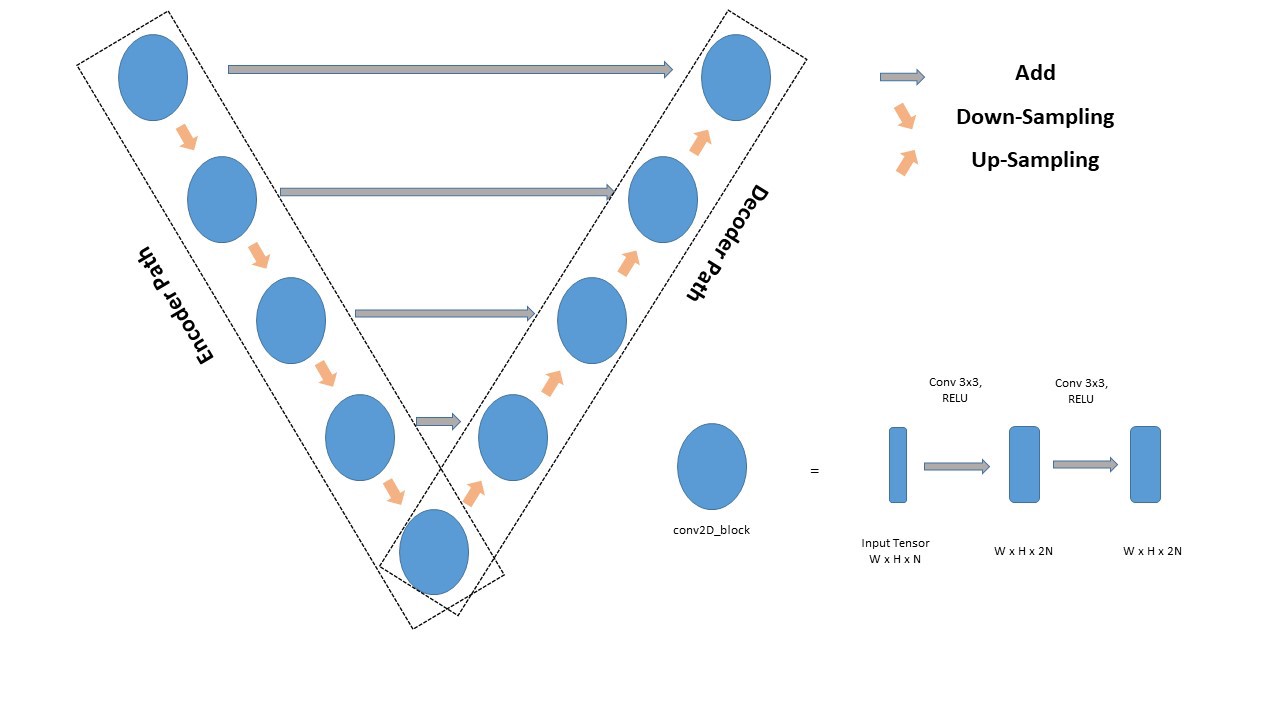 Add
Down-Sampling
Up-Sampling
Encoder Path
Decoder Path
Conv 3x3,
RELU
Conv 3x3,
RELU
=
conv2D_block
Input Tensor
W x H x N
W x H x 2N
W x H x 2N